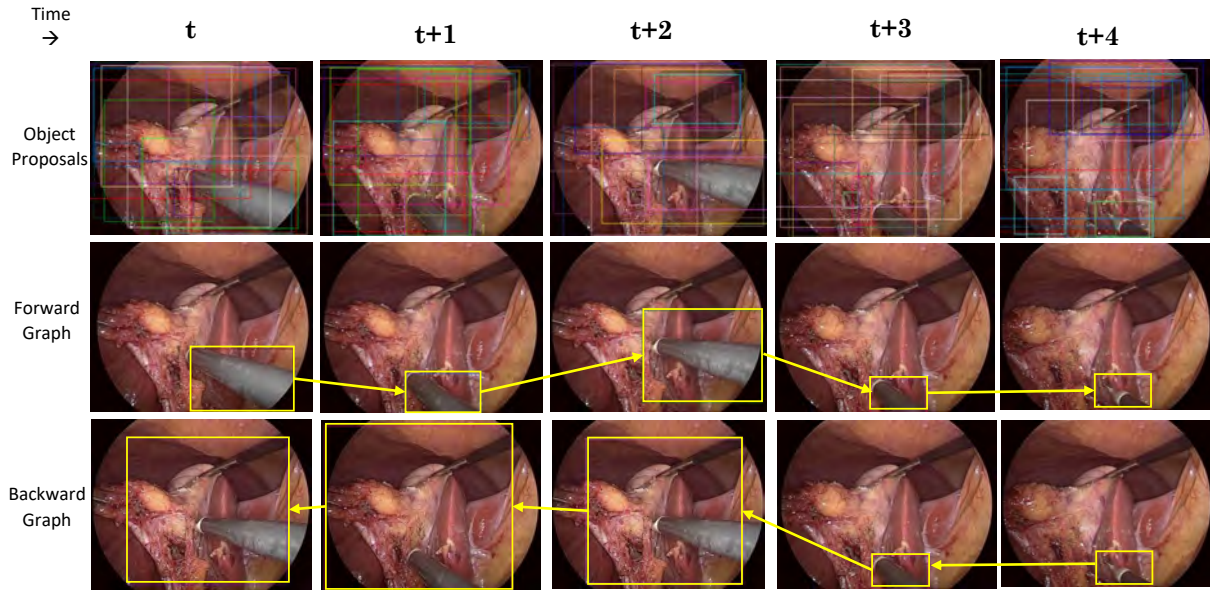 Time
→
t
t+1
t+2
t+3
t+4
Object
Proposals
Forward
Graph
Backward
Graph